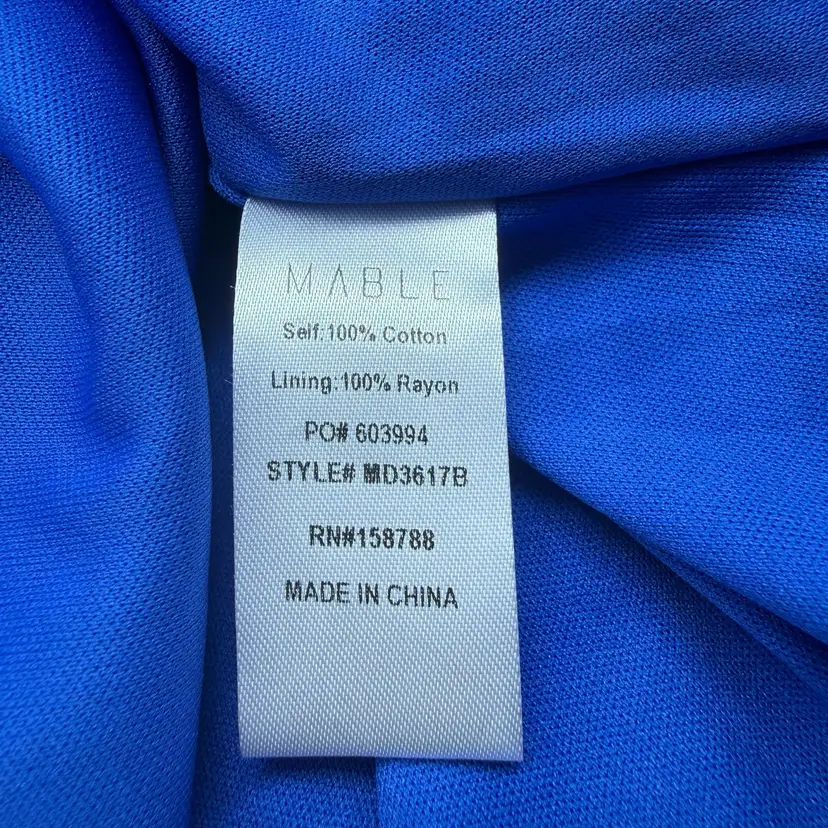 MABLE
Self:100% Cotton
Lining:100% Rayon
PO# 603994
STYLE# MD3617B
RN#158788
MADE IN CHINA